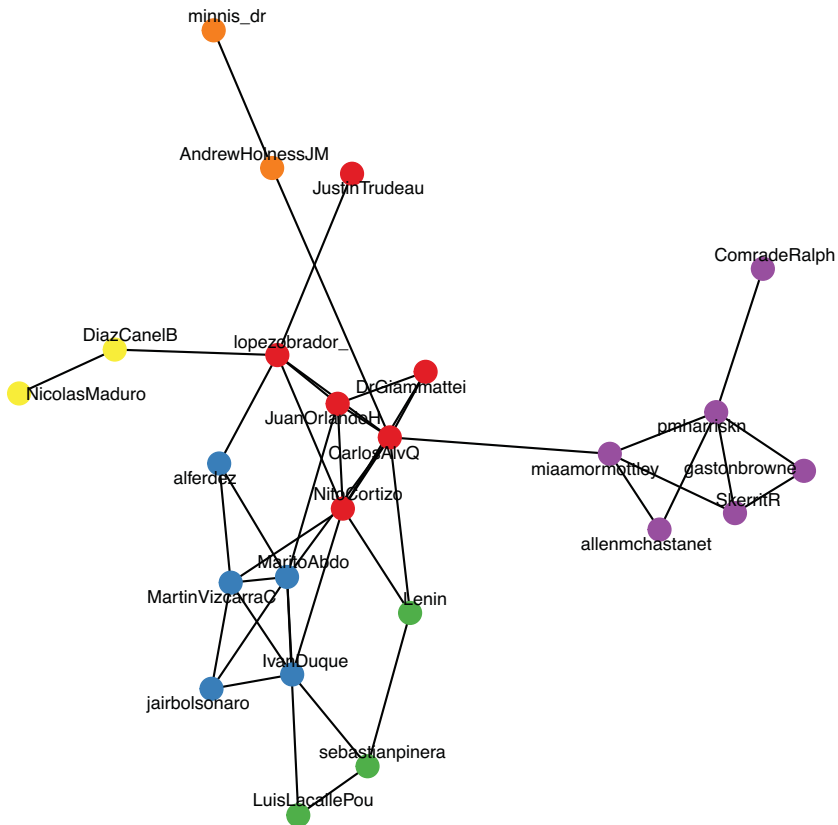 minnis_dr
AndrewHolnessJM
JustinTrudeau
ComradeRalph
DiazCanelB
lopezobrador_
NicolasMaduro
DrGiammattei
JuanOrlandoH
pmharriskn
CarlosAlvQ
miaamormottley
gastonbrowne
alferdez
NitoCortizo
SkerritR
allenmchastanet
MaritoAbdo
MartinVizcarraC
Lenin
IvanDuque
jairbolsonaro
sebastianpinera
LuisLacallePou